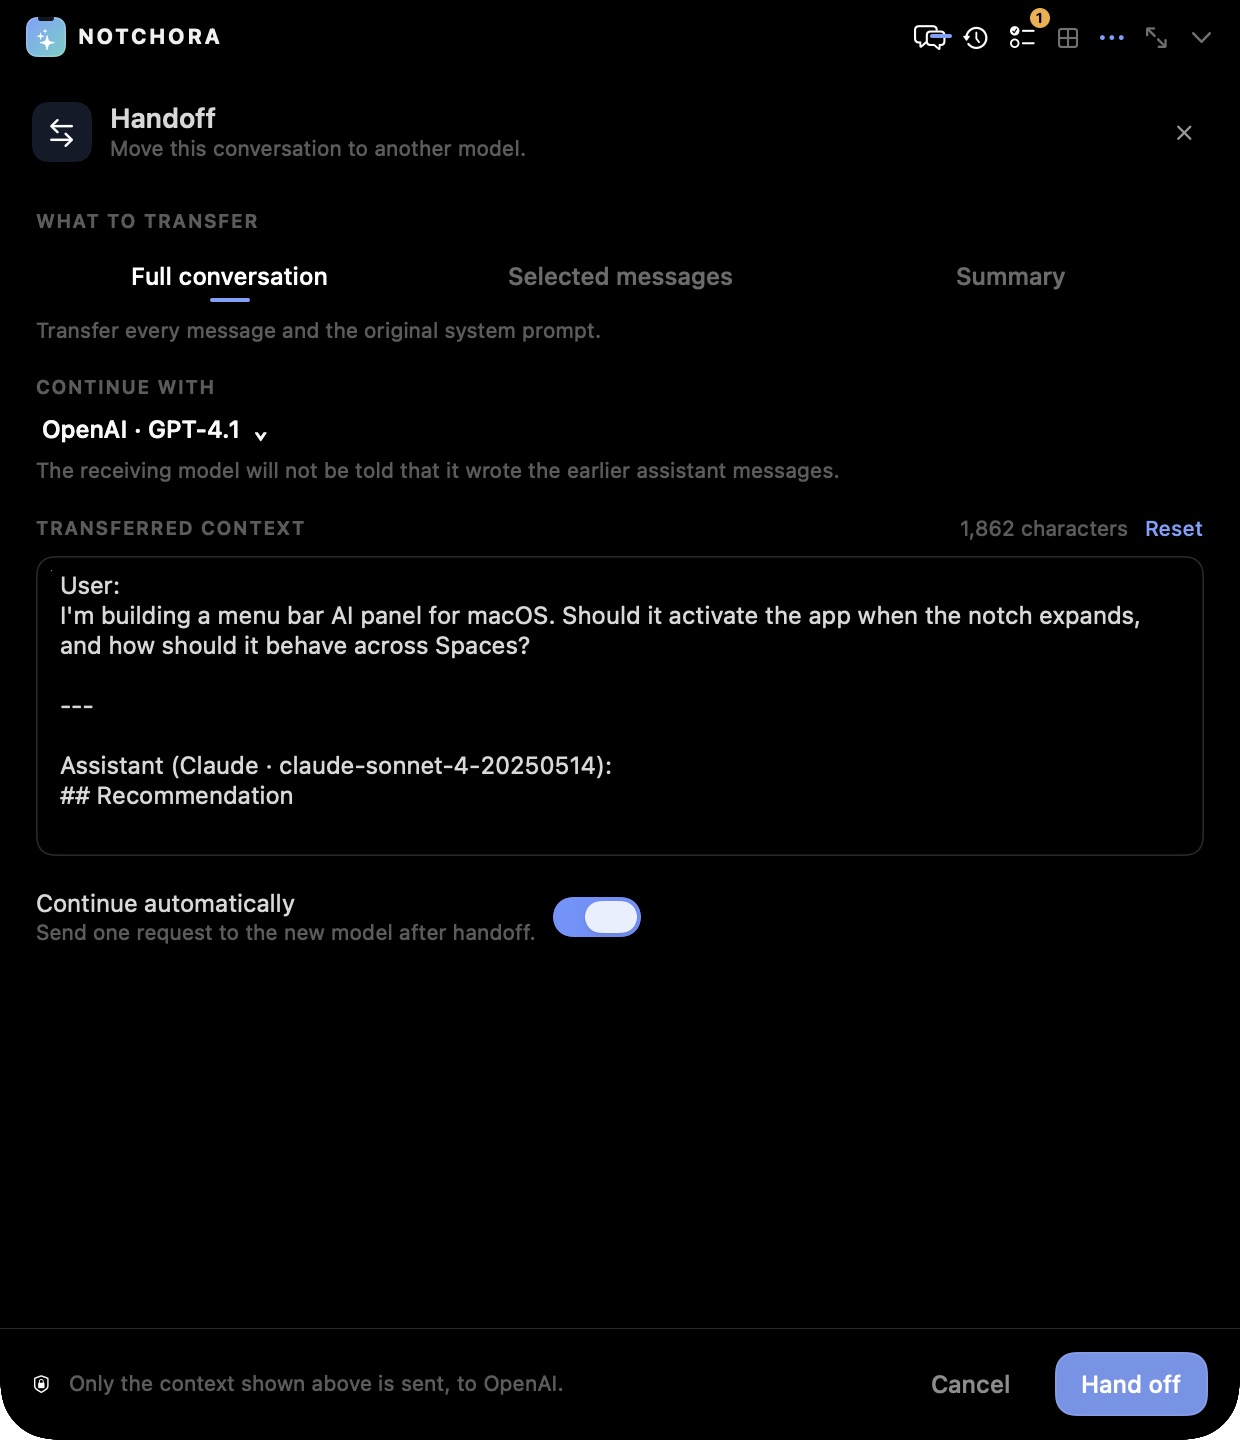 NOTCHORA
1
Handoff
Move this conversation to another model.
WHAT TO TRANSFER
Full conversation
Selected messages
Summary
Transfer every message and the original system prompt.
CONTINUE WITH
OpenAI · GPT-4.1
The receiving model will not be told that it wrote the earlier assistant messages.
TRANSFERRED CONTEXT
1,862 characters
Reset
User:
I'm building a menu bar AI panel for macOS. Should it activate the app when the notch expands,
and how should it behave across Spaces?
---
Assistant (Claude · claude-sonnet-4-20250514):
## Recommendation
Continue automatically
Send one request to the new model after handoff.
Only the context shown above is sent, to OpenAI.
Cancel
Hand off